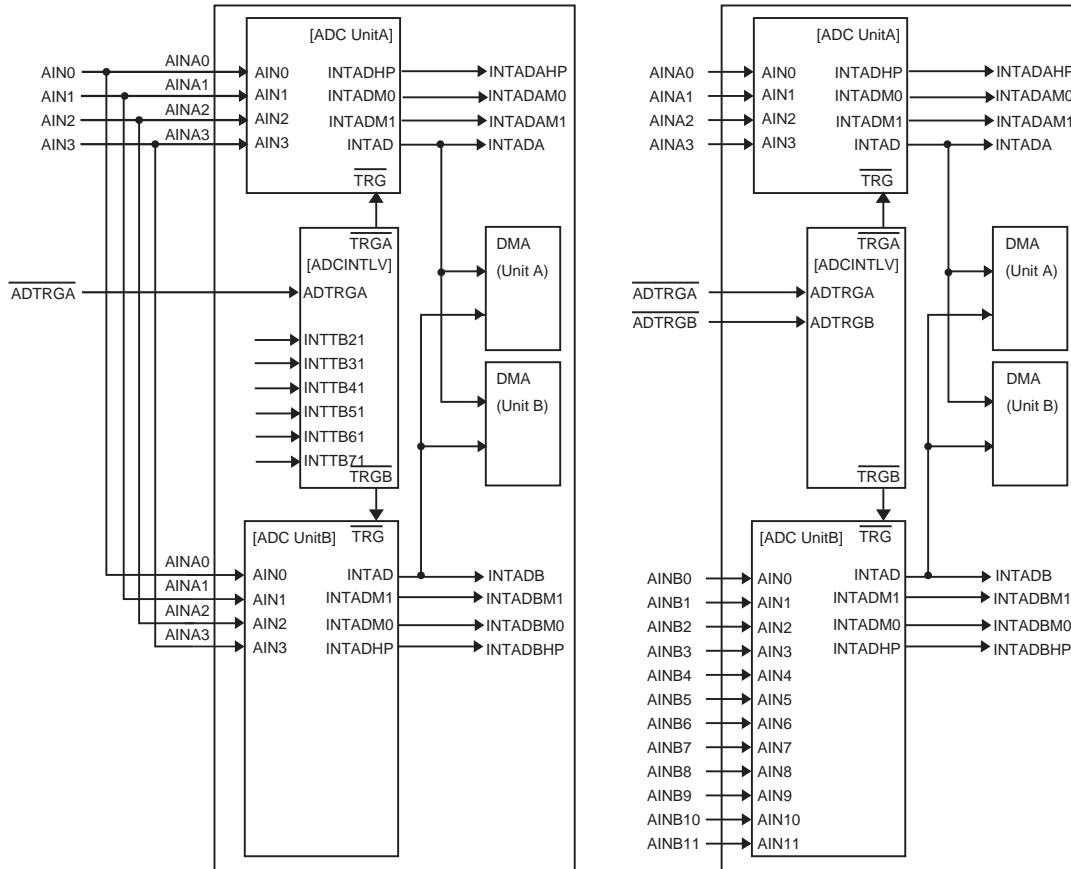 [ADC UnitA]
AIN0
AINA0
AIN0
INTADHP
INTADAHP
AIN1
AINA1
AIN1
INTADM0
INTADAM0
AIN2
AINA2
AIN2
INTADM1
INTADAM1
AIN3
AINA3
AIN3
INTAD
INTADA
TRG
TRGA
[ADCINTLV]
ADTRGA
ADTRGA
INTTB21
INTTB31
INTTB41
INTTB51
INTTB61
INTTB71
TRGB
DMA
(Unit A)
DMA
(Unit B)
[ADC UnitB]
TRG
AINA0
AIN0
INTAD
INTADB
AINA1
AIN1
INTADM1
INTADBM1
AINA2
AIN2
INTADM0
INTADBM0
AINA3
AIN3
INTADHP
INTADBHP
[ADC UnitA]
AINA0
AIN0
INTADHP
INTADAHP
AINA1
AIN1
INTADM0
INTADAM0
AINA2
AIN2
INTADM1
INTADAM1
AINA3
AIN3
INTAD
INTADA
TRG
TRGA
[ADCINTLV]
ADTRGA
ADTRGA
ADTRGB
ADTRGB
TRGB
DMA
(Unit A)
DMA
(Unit B)
[ADC UnitB]
TRG
AINB0
AIN0
INTAD
INTADB
AINB1
AIN1
INTADM1
INTADBM1
AINB2
AIN2
INTADM0
INTADBM0
AINB3
AIN3
INTADHP
INTADBHP
AINB4
AIN4
AINB5
AIN5
AINB6
AIN6
AINB7
AIN7
AINB8
AIN8
AINB9
AIN9
AINB10
AIN10
AINB11
AIN11